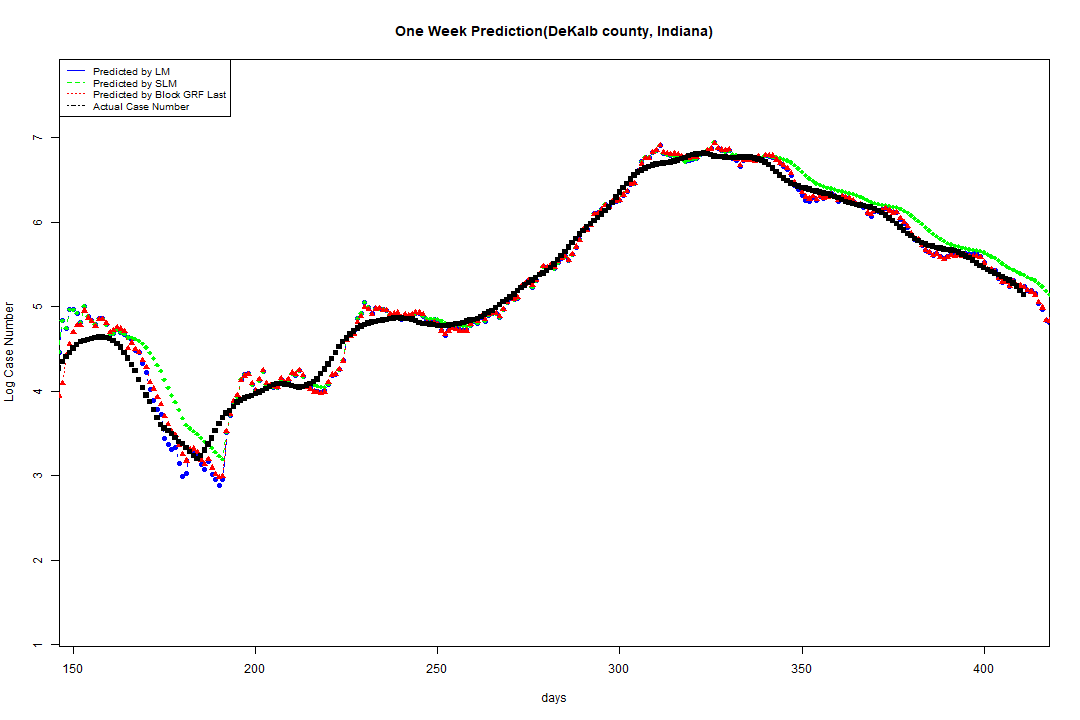 One Week Prediction(DeKalb county, Indiana)
Predicted by LM
Predicted by SLM
Predicted by Block GRF Last
Actual Case Number
Log Case Number
7
6
5
4
3
2
1
150 200 250 300 350 400
days